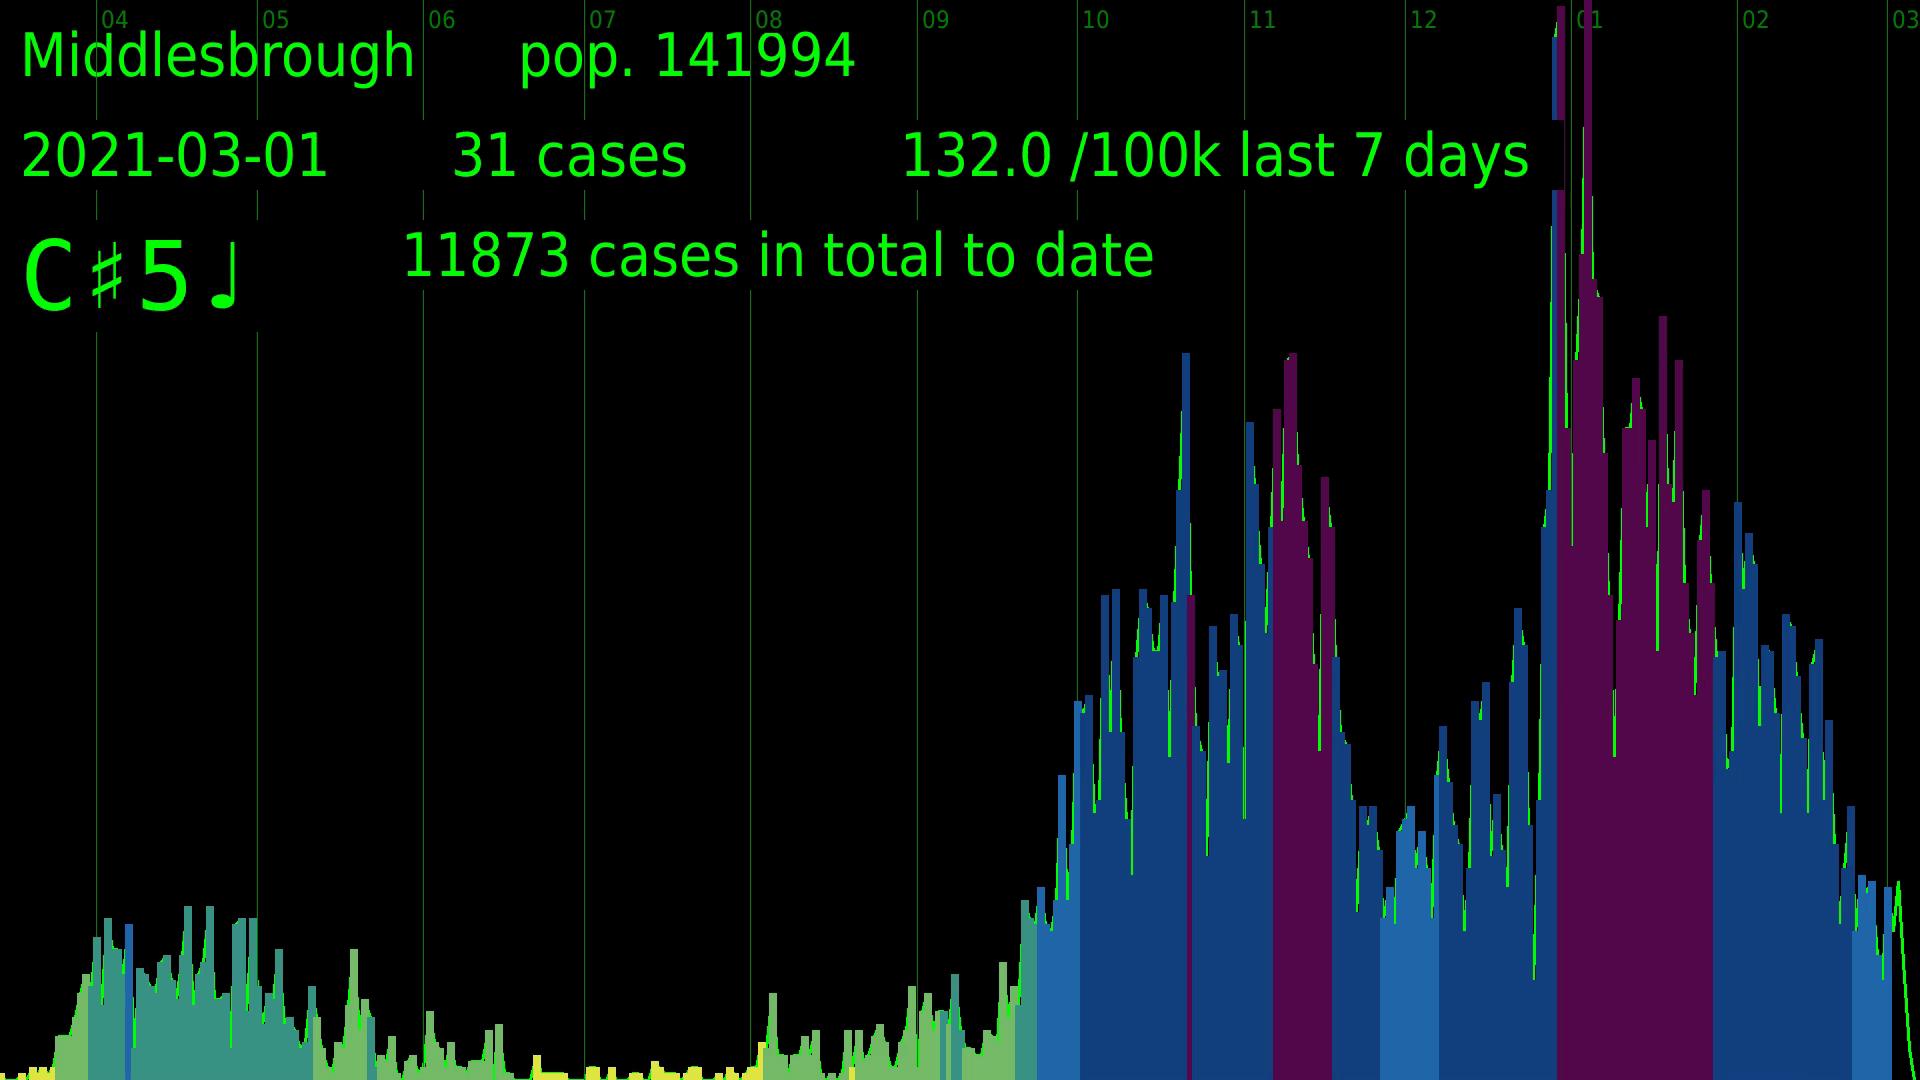 04 05 06 07 08 09 10 11 12 01 02 03
Middlesbrough pop. 141994
2021-03-01 31 cases 132.0 /100k last 7 days
C♯5♩ 11873 cases in total to date